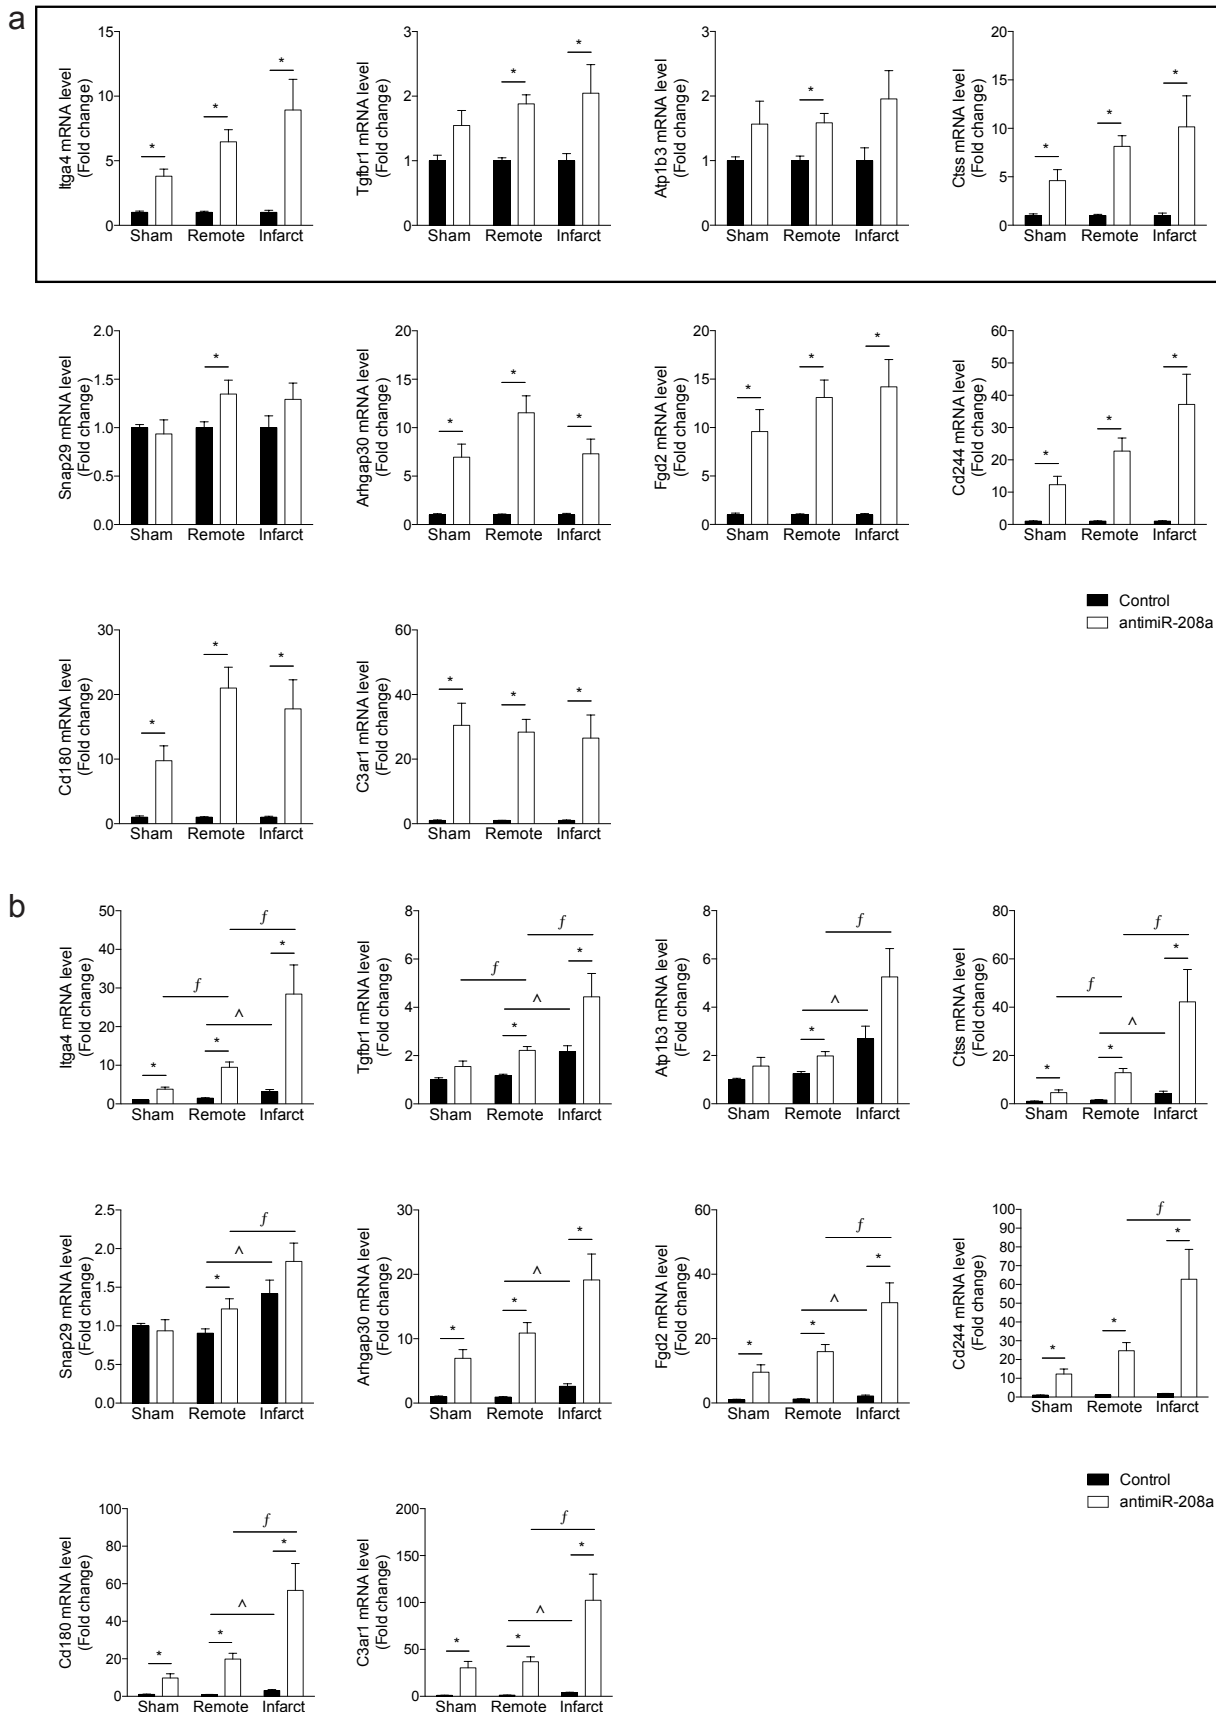 a
Itga4 mRNA level
(Fold change)
15
10
5
0
Sham Remote Infarct
* * *
Tgfbr1 mRNA level
(Fold change)
3
2
1
0
Sham Remote Infarct
* *
Atp1b3 mRNA level
(Fold change)
3
2
1
0
Sham Remote Infarct
*
Ctss mRNA level
(Fold change)
20
15
10
5
0
Sham Remote Infarct
* * *
Snap29 mRNA level
(Fold change)
2.0
1.5
1.0
0.5
0.0
Sham Remote Infarct
*
Arhgap30 mRNA level
(Fold change)
20
15
10
5
0
Sham Remote Infarct
* * *
Fgd2 mRNA level
(Fold change)
20
15
10
5
0
Sham Remote Infarct
* * *
Cd244 mRNA level
(Fold change)
60
50
40
30
20
10
0
Sham Remote Infarct
* * *
Control
antimiR-208a
Cd180 mRNA level
(Fold change)
30
20
10
0
Sham Remote Infarct
* * *
C3ar1 mRNA level
(Fold change)
60
40
20
0
Sham Remote Infarct
* * *
b
Itga4 mRNA level
(Fold change)
50
40
30
20
10
0
Sham Remote Infarct
* * * ^ ƒ ƒ
Tgfbr1 mRNA level
(Fold change)
8
6
4
2
0
Sham Remote Infarct
* * ^ ƒ ƒ
Atp1b3 mRNA level
(Fold change)
8
6
4
2
0
Sham Remote Infarct
* ^ ƒ
Ctss mRNA level
(Fold change)
80
60
40
20
0
Sham Remote Infarct
* * * ^ ƒ ƒ
Snap29 mRNA level
(Fold change)
2.5
2.0
1.5
1.0
0.5
0.0
Sham Remote Infarct
* ^ ƒ
Arhgap30 mRNA level
(Fold change)
30
20
10
0
Sham Remote Infarct
* * * ^
Fgd2 mRNA level
(Fold change)
60
40
20
0
Sham Remote Infarct
* * * ^ ƒ
Cd244 mRNA level
(Fold change)
100
90
80
70
60
50
40
30
20
10
0
Sham Remote Infarct
* * * ƒ
Control
antimiR-208a
Cd180 mRNA level
(Fold change)
100
80
60
40
20
0
Sham Remote Infarct
* * * ^ ƒ
C3ar1 mRNA level
(Fold change)
200
150
100
50
0
Sham Remote Infarct
* * * ^ ƒ